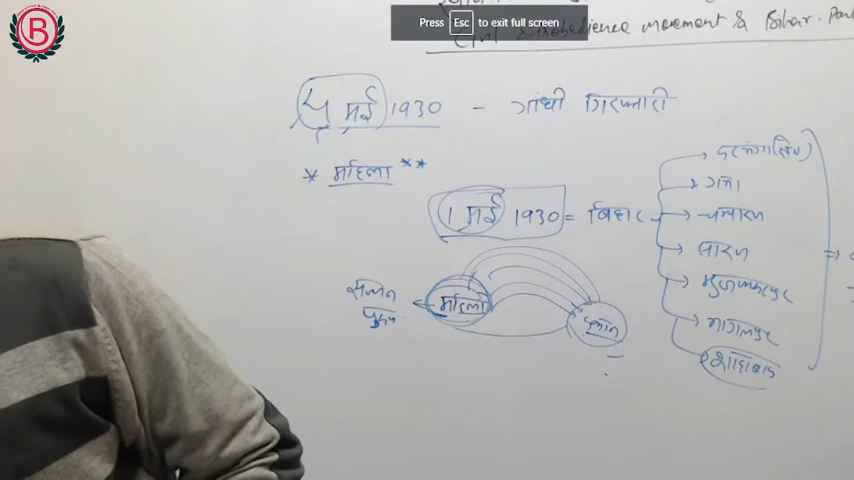 Press Esc to exit full screen
Civil Disobedience movement & Bihar. Part
5 मई 1930 - गांधी गिरफ्तारी
* महिला **
1 मई 1930 = बिहार
गया
चम्पारण
सारण
मुजफ्फरपुर
भागलपुर
शाहाबाद
महिला
पुरुष
B